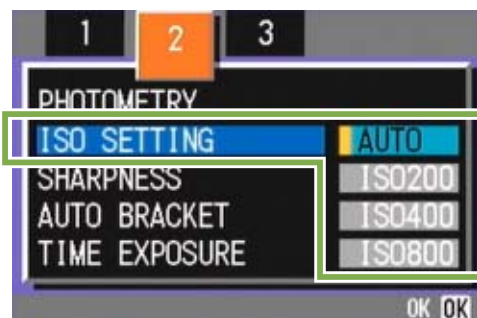 1 2 3
PHOTOMETRY
ISO SETTING AUTO
SHARPNESS ISO200
AUTO BRACKET ISO400
TIME EXPOSURE ISO800
OK OK